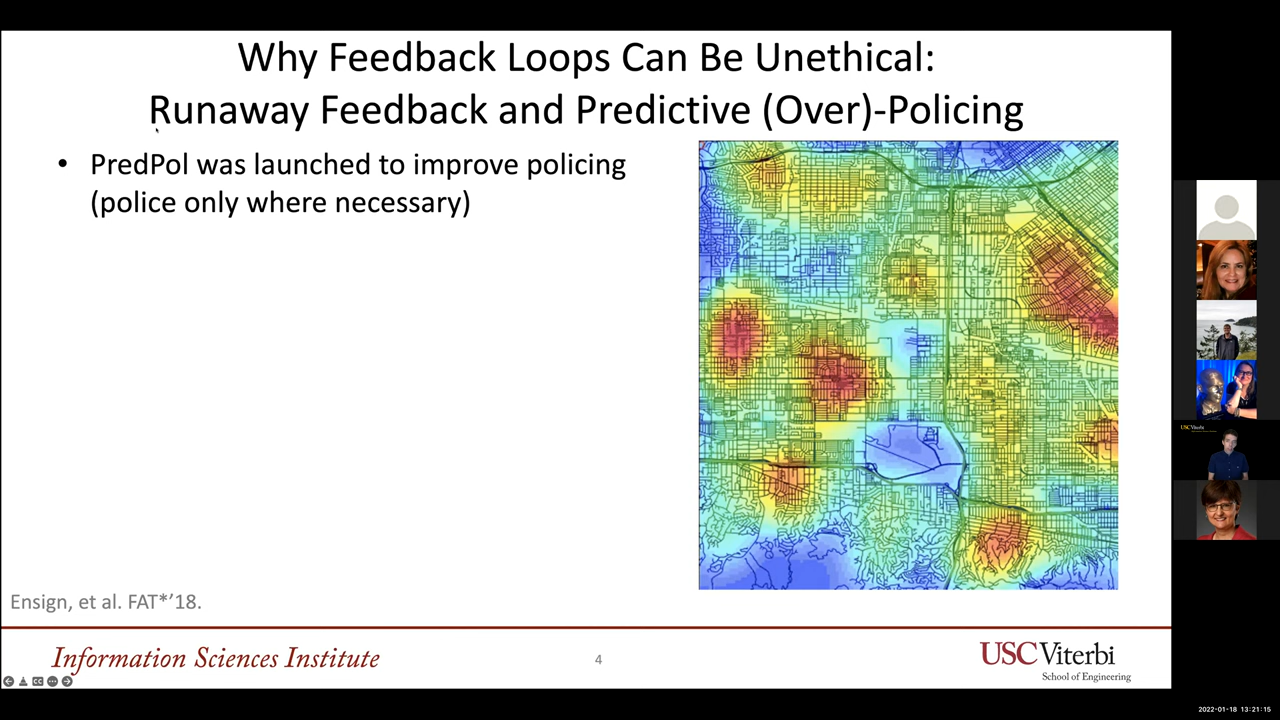 Why Feedback Loops Can Be Unethical:
Runaway Feedback and Predictive (Over)-Policing
• PredPol was launched to improve policing
(police only where necessary)
Ensign, et al. FAT*’18.
Information Sciences Institute
4
USC Viterbi
School of Engineering
USC Viterbi
2022-01-18 13:21:15